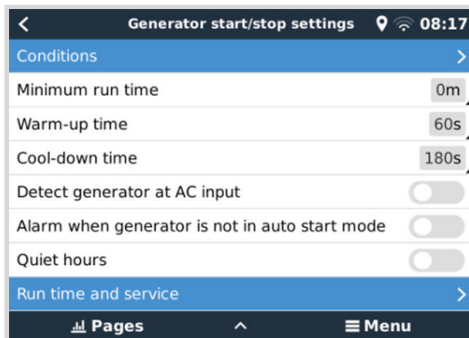 Generator start/stop settings 08:17
Conditions
Minimum run time 0m
Warm-up time 60s
Cool-down time 180s
Detect generator at AC input
Alarm when generator is not in auto start mode
Quiet hours
Run time and service
Pages Menu